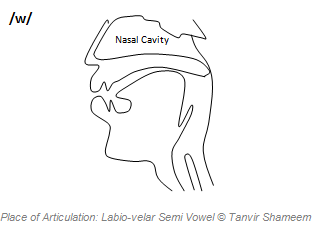 /w/
Nasal Cavity
Place of Articulation: Labio-velar Semi Vowel © Tanvir Shameem